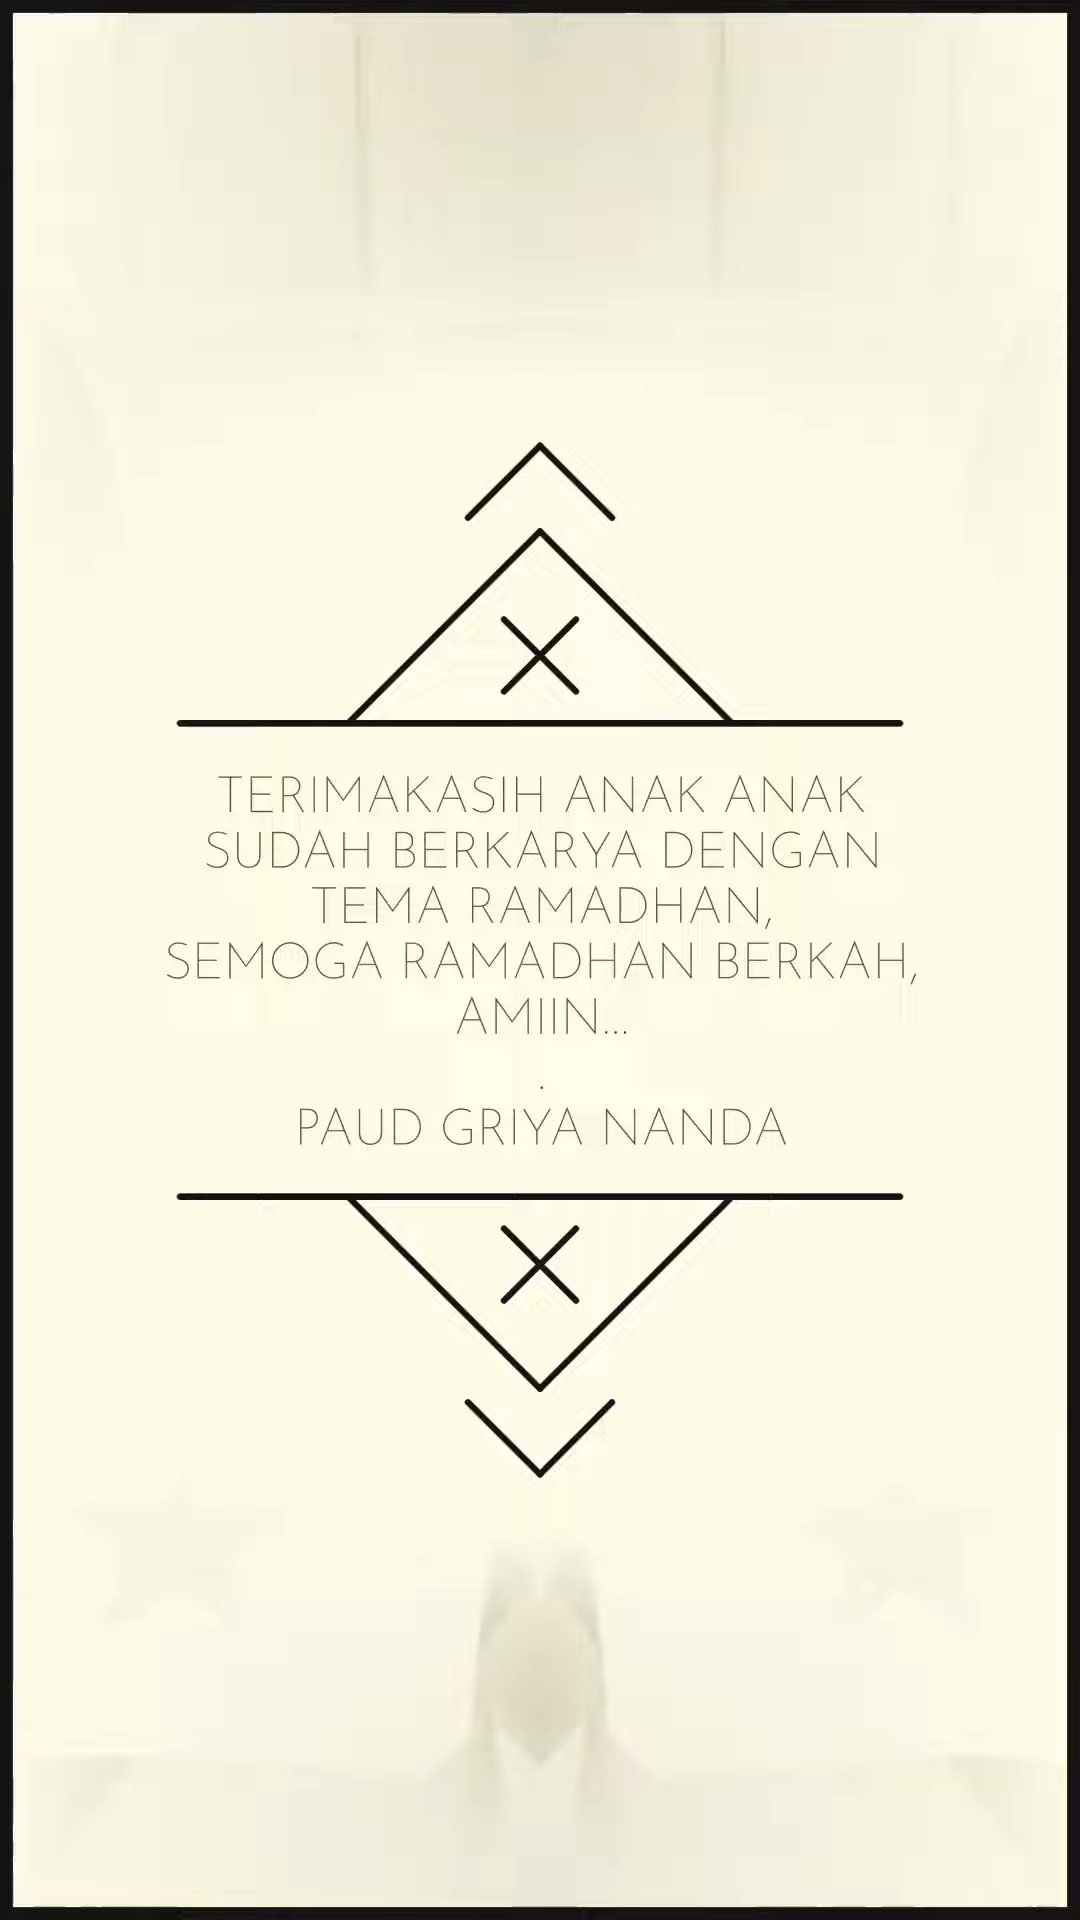 TERIMAKASIH ANAK ANAK
SUDAH BERKARYA DENGAN
TEMA RAMADHAN,
SEMOGA RAMADHAN BERKAH,
AMIIN...
.
PAUD GRIYA NANDA